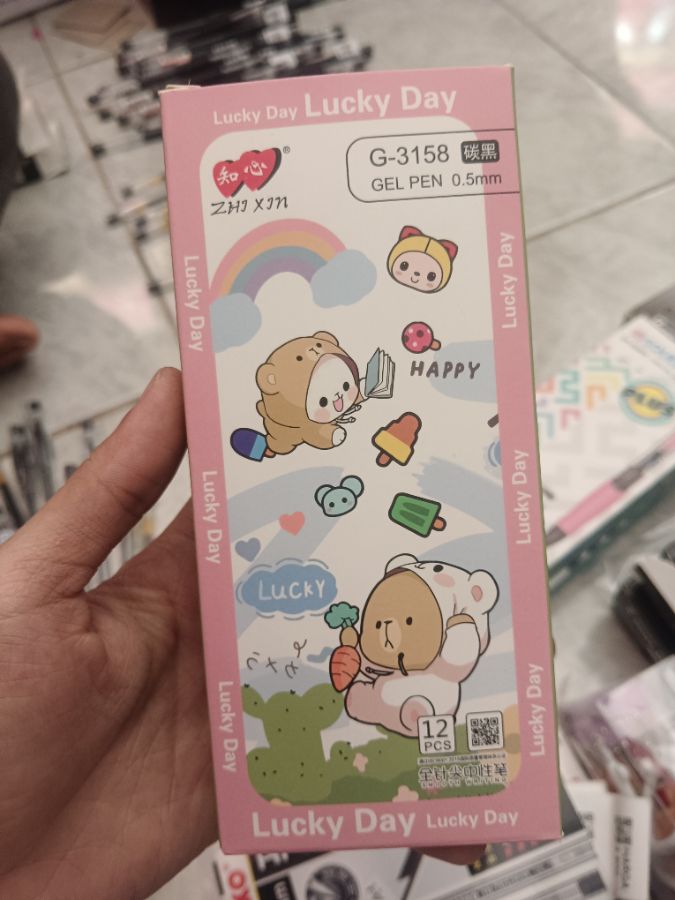 Lucky Day Lucky Day
知心®
ZHI XIN
G-3158 碳黑
GEL PEN 0.5mm
Lucky Day
Lucky Day
HAPPY
Lucky Day
Lucky Day
LUCKY
Lucky Day
Lucky Day
12
PCS
全针尖中性笔
SMOOTH WRITING
Lucky Day Lucky Day